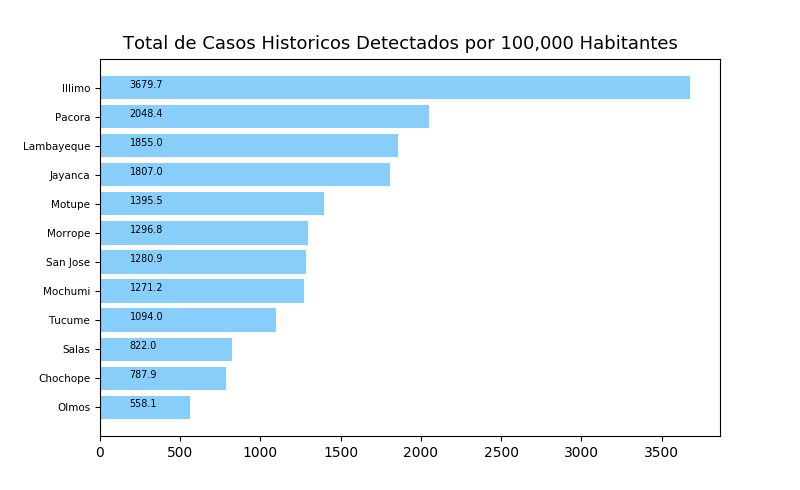 Total de Casos Historicos Detectados por 100,000 Habitantes
Illimo 3679.7
Pacora 2048.4
Lambayeque 1855.0
Jayanca 1807.0
Motupe 1395.5
Morrope 1296.8
San Jose 1280.9
Mochumi 1271.2
Tucume 1094.0
Salas 822.0
Chochope 787.9
Olmos 558.1
0 500 1000 1500 2000 2500 3000 3500